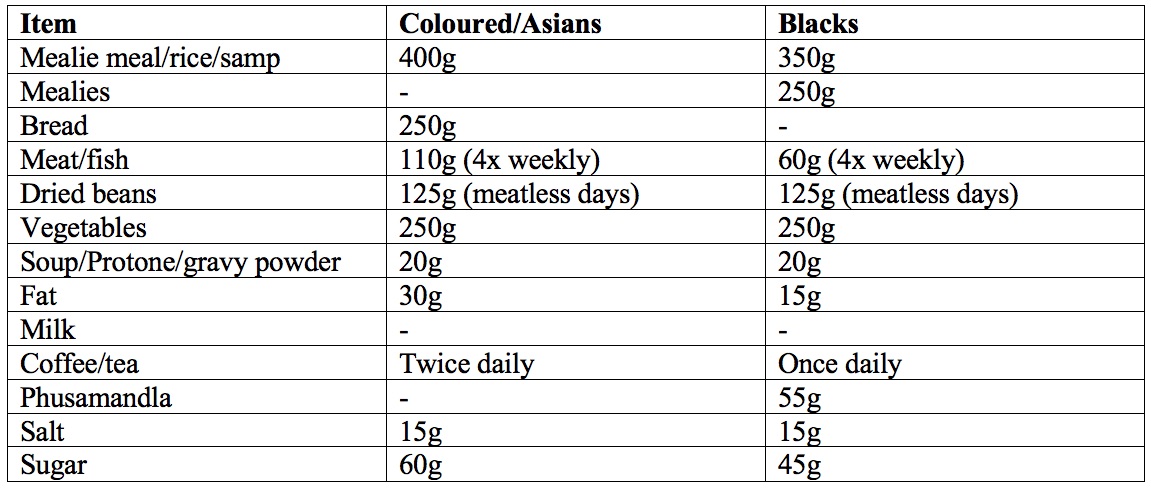 Item Coloured/Asians Blacks
Mealie meal/rice/samp 400g 350g
Mealies - 250g
Bread 250g -
Meat/fish 110g (4x weekly) 60g (4x weekly)
Dried beans 125g (meatless days) 125g (meatless days)
Vegetables 250g 250g
Soup/Protone/gravy powder 20g 20g
Fat 30g 15g
Milk - -
Coffee/tea Twice daily Once daily
Phusamandla - 55g
Salt 15g 15g
Sugar 60g 45g